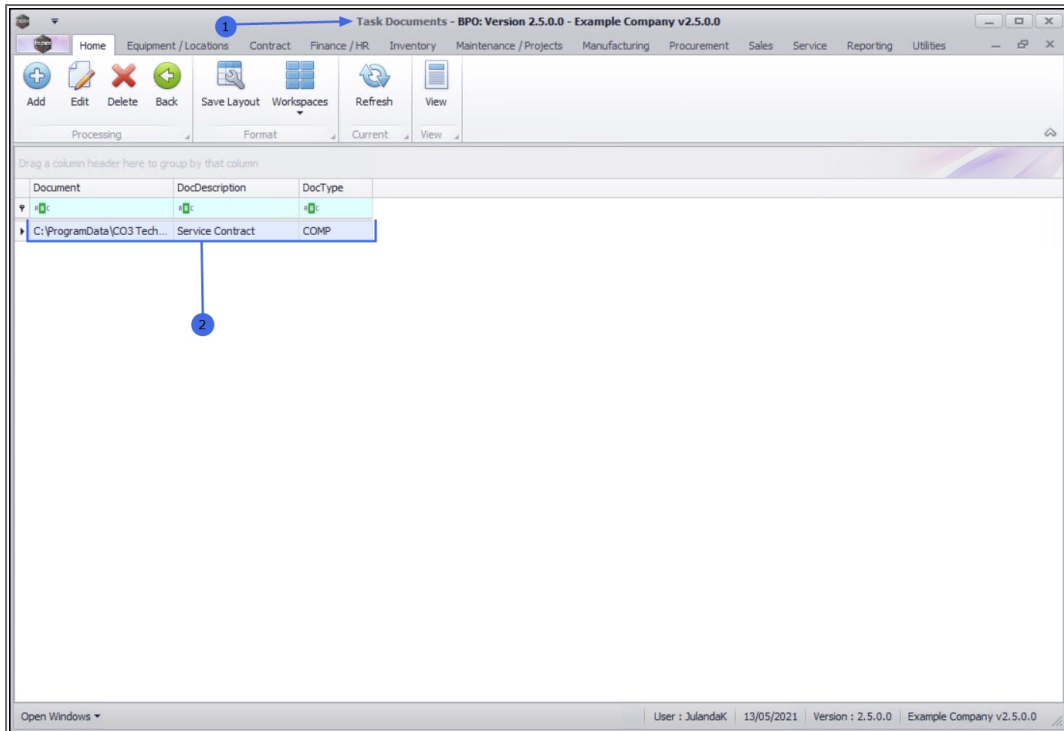 1
Task Documents - BPO: Version 2.5.0.0 - Example Company v2.5.0.0
Home Equipment / Locations Contract Finance / HR Inventory Maintenance / Projects Manufacturing Procurement Sales Service Reporting Utilities
Add Edit Delete Back Save Layout Workspaces Refresh View
Processing Format Current View
Drag a column header here to group by that column
Document DocDescription DocType
C:\ProgramData\CO3 Tech... Service Contract COMP
2
Open Windows User : JulandaK 13/05/2021 Version : 2.5.0.0 Example Company v2.5.0.0